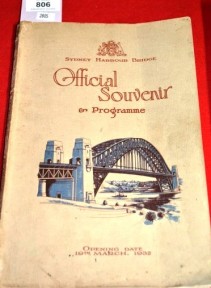 806
SYDNEY HARBOUR BRIDGE
Official
Souvenir
& Programme
OPENING DATE
19TH MARCH, 1932